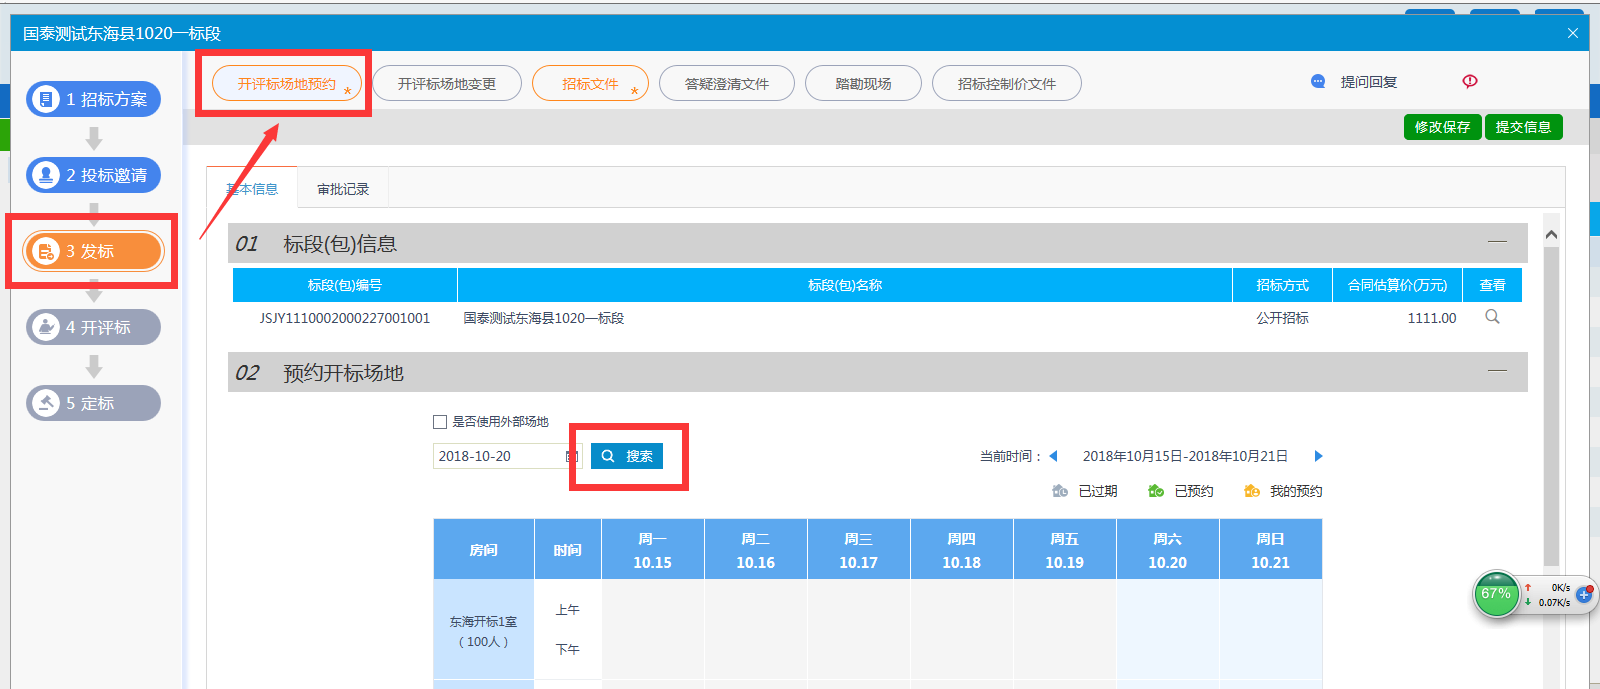 国泰测试东海县1020一标段
1 招标方案
2 投标邀请
3 发标
4 开评标
5 定标
开评标场地预约 *
开评标场地变更
招标文件 *
答疑澄清文件
踏勘现场
招标控制价文件
提问回复
修改保存
提交信息
基本信息
审批记录
01 标段(包)信息
标段(包)编号 标段(包)名称 招标方式 合同估算价(万元) 查看
JSJY1110002000227001001 国泰测试东海县1020一标段 公开招标 1111.00
02 预约开标场地
是否使用外部场地
2018-10-20 搜索
当前时间： 2018年10月15日-2018年10月21日
已过期 已预约 我的预约
房间 时间 周一 周二 周三 周四 周五 周六 周日
10.15 10.16 10.17 10.18 10.19 10.20 10.21
东海开标1室
（100人）
上午
下午
67%
0K/s
0.07K/s